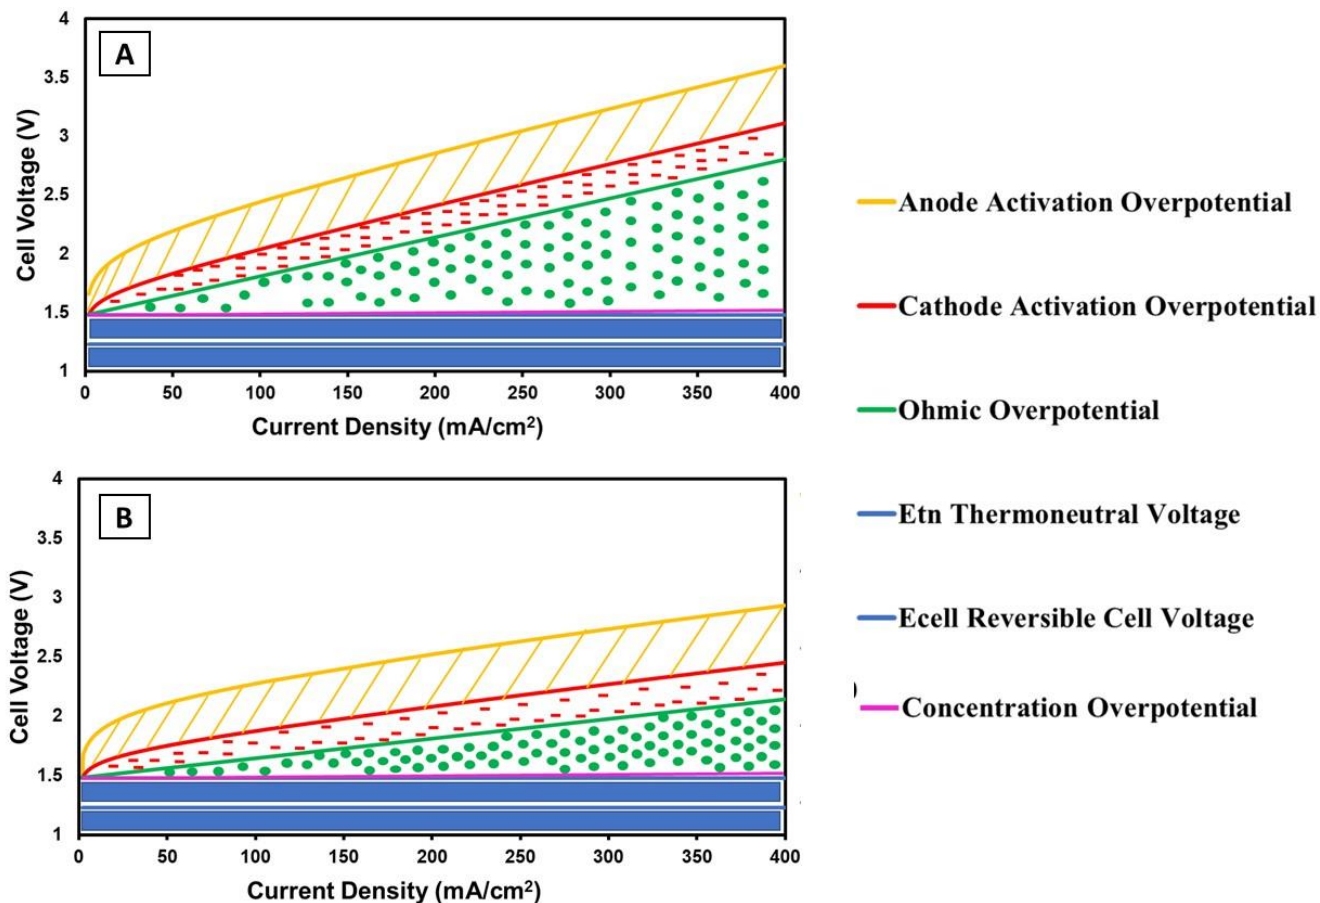 A
4
3.5
3
2.5
2
1.5
1
Cell Voltage (V)
0 50 100 150 200 250 300 350 400
Current Density (mA/cm²)
B
4
3.5
3
2.5
2
1.5
1
Cell Voltage (V)
0 50 100 150 200 250 300 350 400
Current Density (mA/cm²)
Anode Activation Overpotential
Cathode Activation Overpotential
Ohmic Overpotential
Etn Thermoneutral Voltage
Ecell Reversible Cell Voltage
Concentration Overpotential